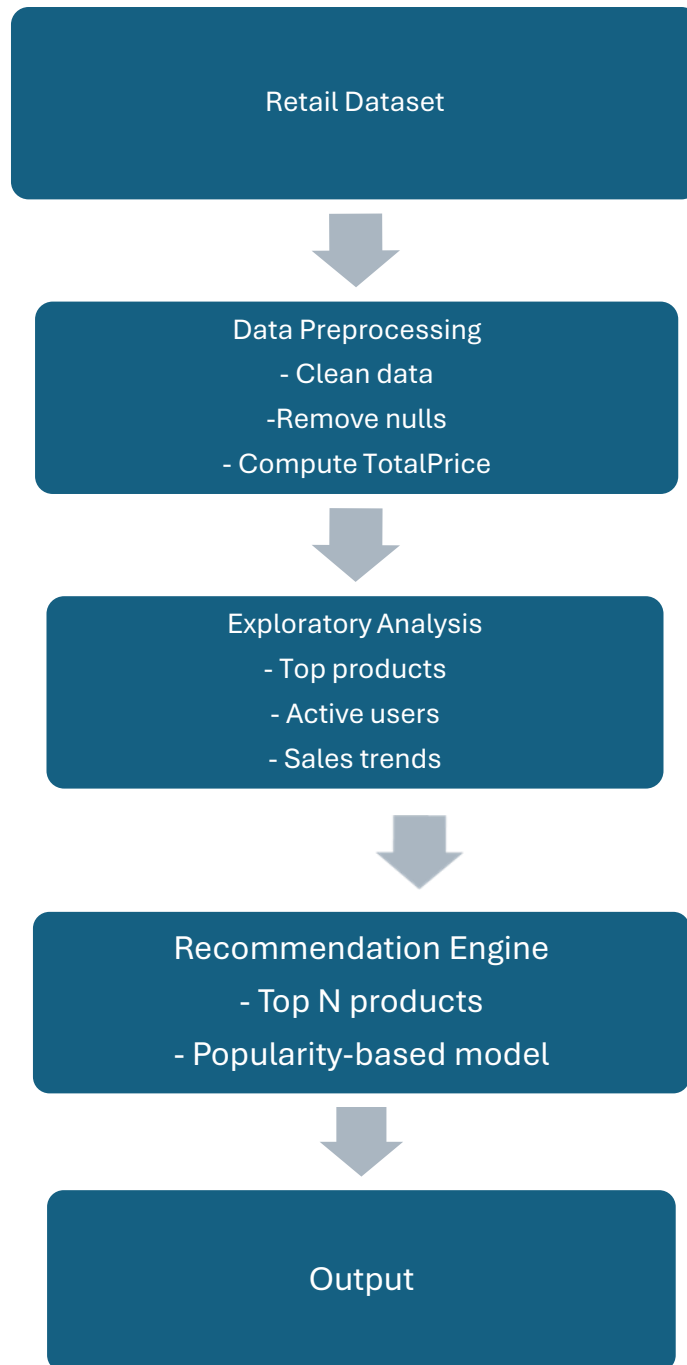 Retail Dataset
Data Preprocessing
- Clean data
-Remove nulls
- Compute TotalPrice
Exploratory Analysis
- Top products
- Active users
- Sales trends
Recommendation Engine
- Top N products
- Popularity-based model
Output